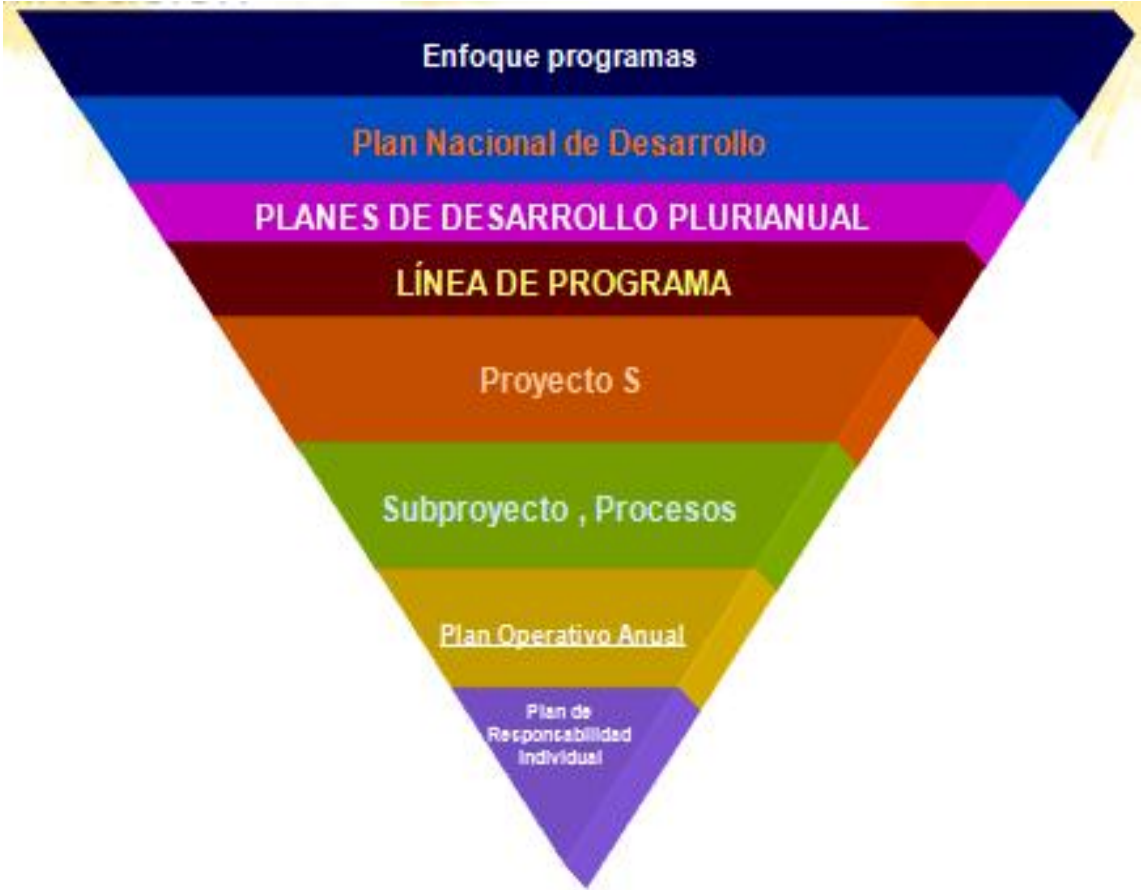 Enfoque programas
Plan Nacional de Desarrollo
PLANES DE DESARROLLO PLURIANUAL
LÍNEA DE PROGRAMA
Proyecto S
Subproyecto , Procesos
Plan Operativo Anual
Plan de
Responsabilidad
Individual